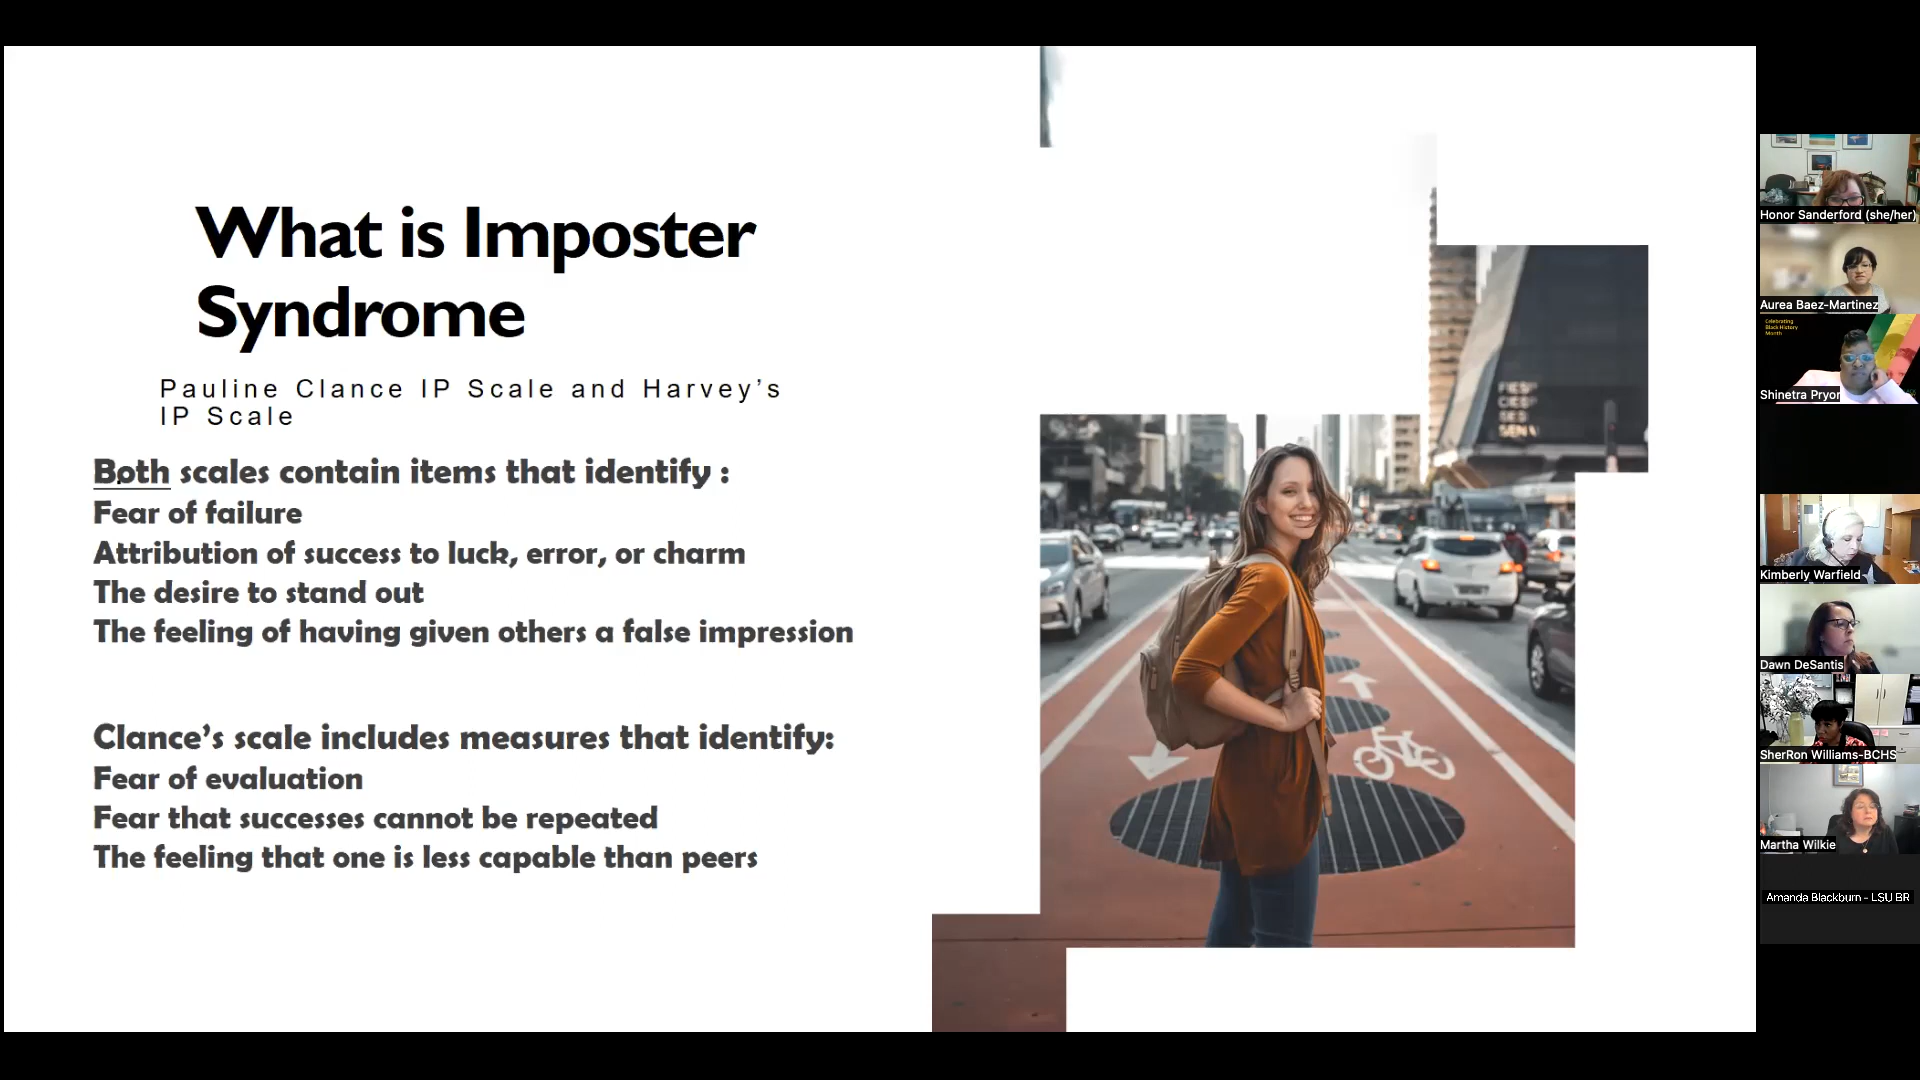 What is Imposter
Syndrome
Pauline Clance IP Scale and Harvey's
IP Scale
Both scales contain items that identify :
Fear of failure
Attribution of success to luck, error, or charm
The desire to stand out
The feeling of having given others a false impression
Clance's scale includes measures that identify:
Fear of evaluation
Fear that successes cannot be repeated
The feeling that one is less capable than peers
Honor Sanderford (she/her)
Aurea Baez-Martinez
Celebrating
Black History
Month
Shinetra Pryor
Kimberly Warfield
Dawn DeSantis
SherRon Williams-BCHS
Martha Wilkie
Amanda Blackburn - LSU BR